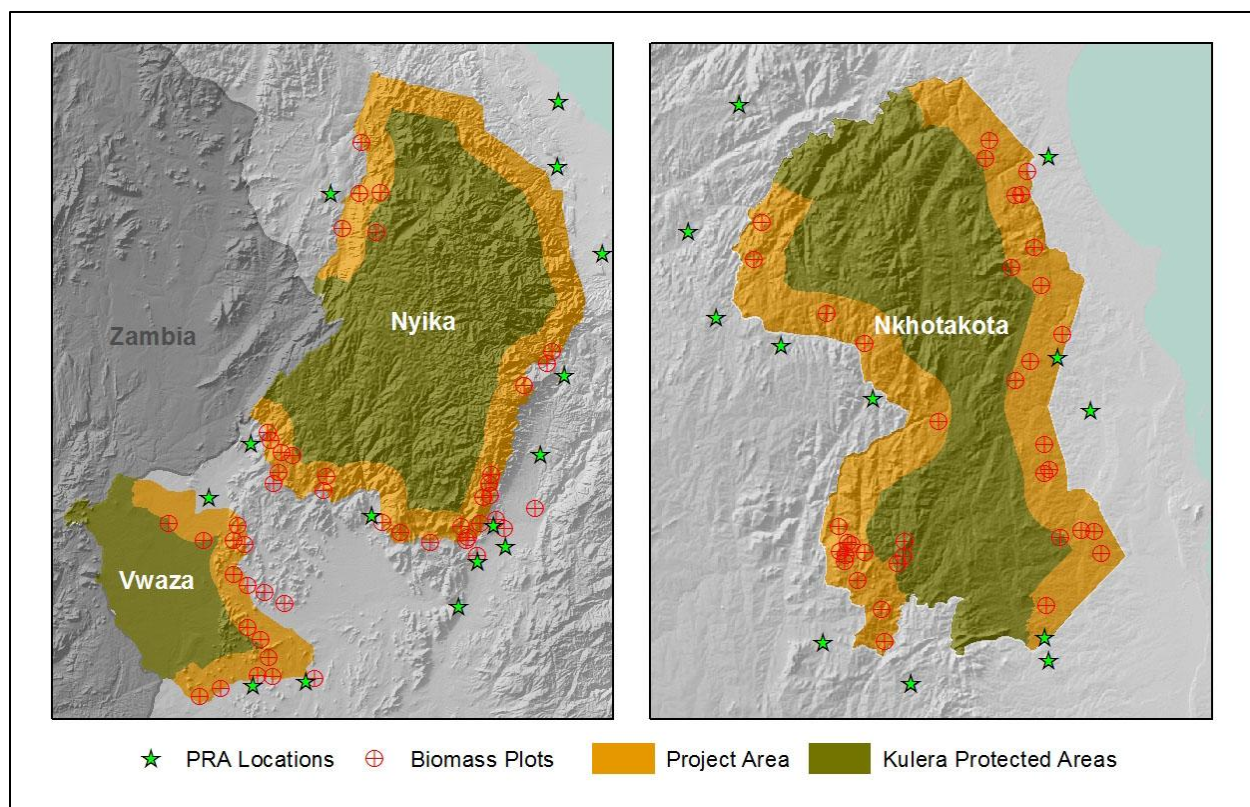 Zambia
Nyika
Vwaza
Nkhotakota
PRA Locations
Biomass Plots
Project Area
Kulera Protected Areas